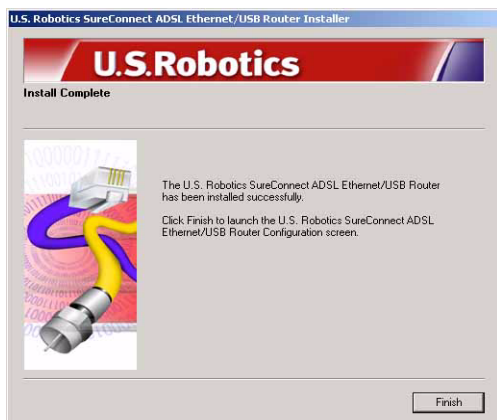 U.S. Robotics SureConnect ADSL Ethernet/USB Router Installer
U.S.Robotics
Install Complete
The U.S. Robotics SureConnect ADSL Ethernet/USB Router
has been installed successfully.
Click Finish to launch the U.S. Robotics SureConnect ADSL
Ethernet/USB Router Configuration screen.
Finish